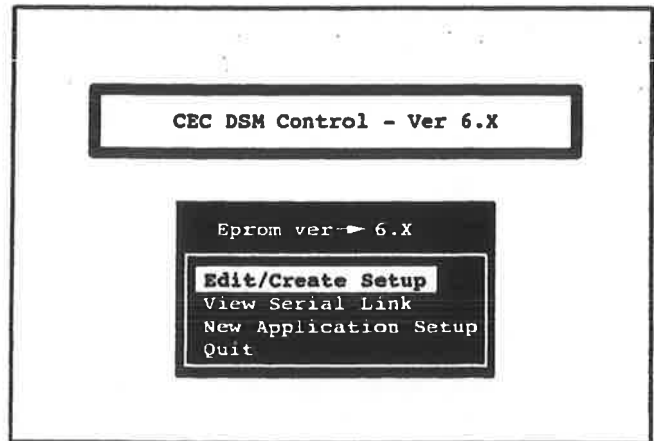 CEC DSM Control - Ver 6.X
Eprom ver→ 6.X
Edit/Create Setup
View Serial Link
New Application Setup
Quit